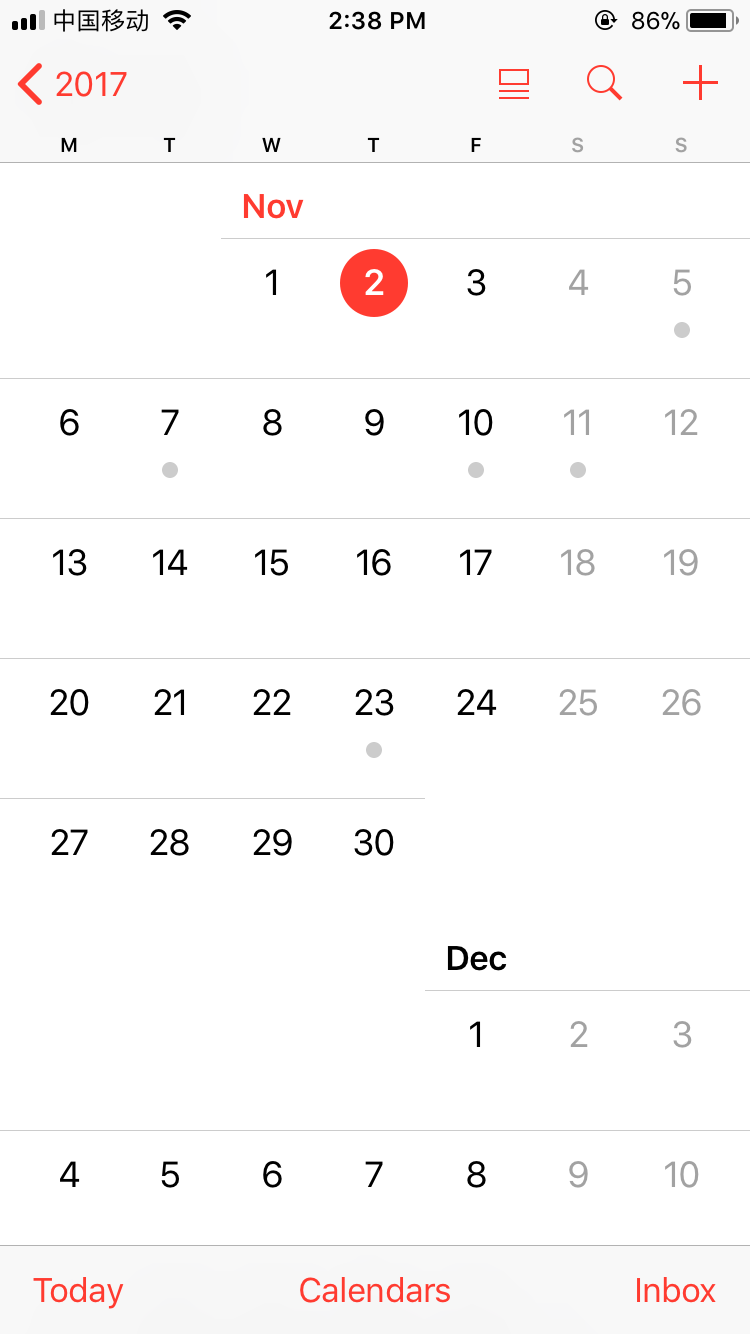 中国移动 2:38 PM 86%
2017
M T W T F S S
Nov
1 2 3 4 5
6 7 8 9 10 11 12
13 14 15 16 17 18 19
20 21 22 23 24 25 26
27 28 29 30
Dec
1 2 3
4 5 6 7 8 9 10
Today Calendars Inbox